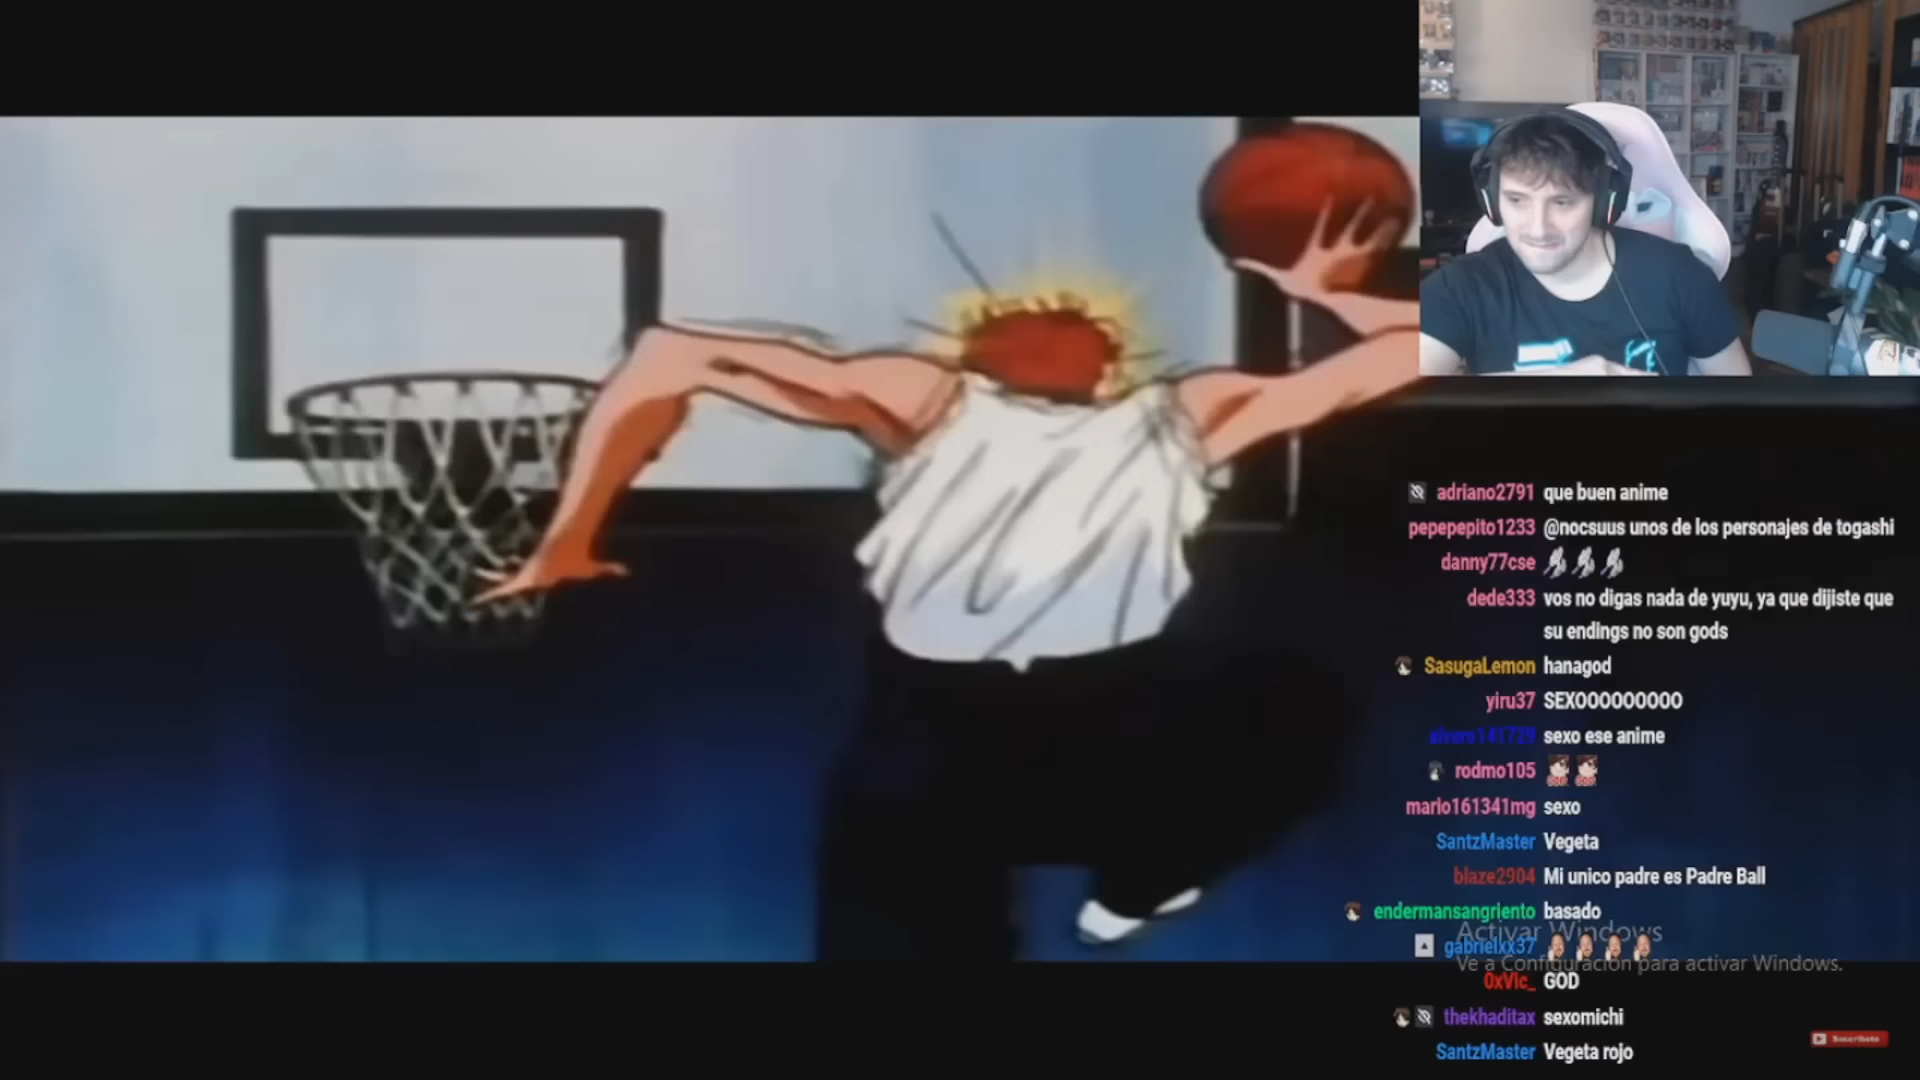 adriano2791 que buen anime
pepepepito1233 @nocsuus unos de los personajes de togashi
danny77cse
dede333 vos no digas nada de yuyu, ya que dijiste que
su endings no son gods
SasugaLemon hanagod
yiru37 SEXOOOOOOOOO
sexo ese anime
rodmo105
mario161341mg sexo
SantzMaster Vegeta
blaze2904 Mi unico padre es Padre Ball
endermansangriento basado
Activar Windows
gabrielxx37
Ve a Configuración para activar Windows.
0xVic_ GOD
thekhaditax sexomichi
Suscríbete
SantzMaster Vegeta rojo